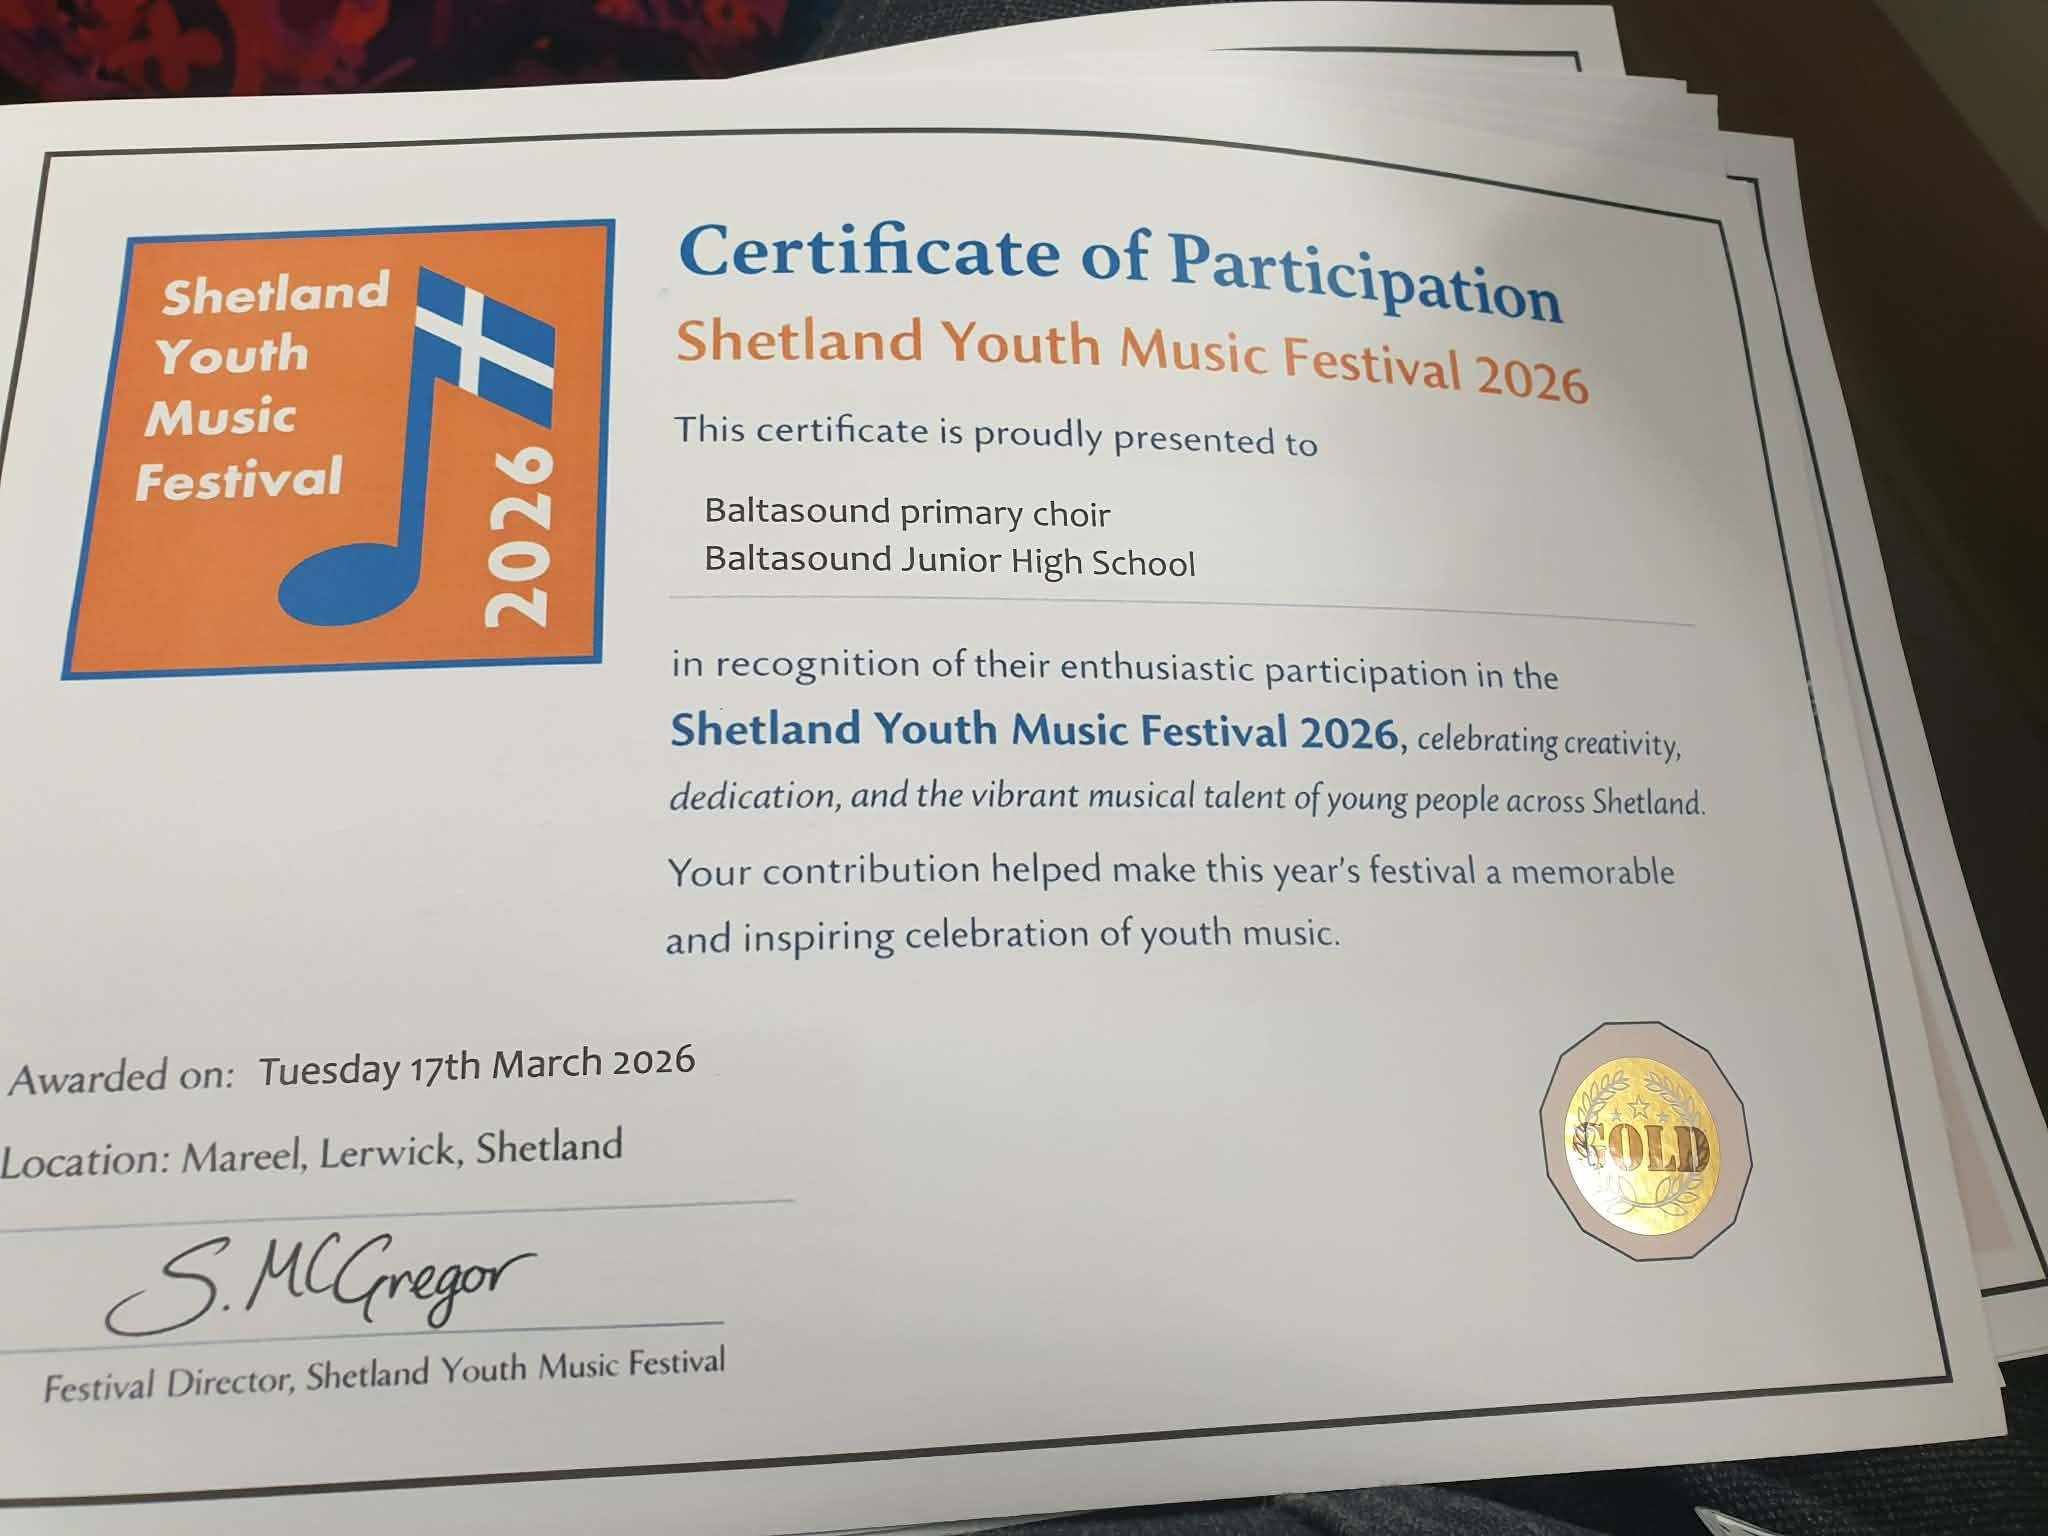 Shetland
Youth
Music
Festival
2026
Certificate of Participation
Shetland Youth Music Festival 2026
This certificate is proudly presented to
Baltasound primary choir
Baltasound Junior High School
in recognition of their enthusiastic participation in the
Shetland Youth Music Festival 2026, celebrating creativity,
dedication, and the vibrant musical talent of young people across Shetland.
Your contribution helped make this year's festival a memorable
and inspiring celebration of youth music.
Awarded on: Tuesday 17th March 2026
Location: Mareel, Lerwick, Shetland
GOLD
S. McGregor
Festival Director, Shetland Youth Music Festival